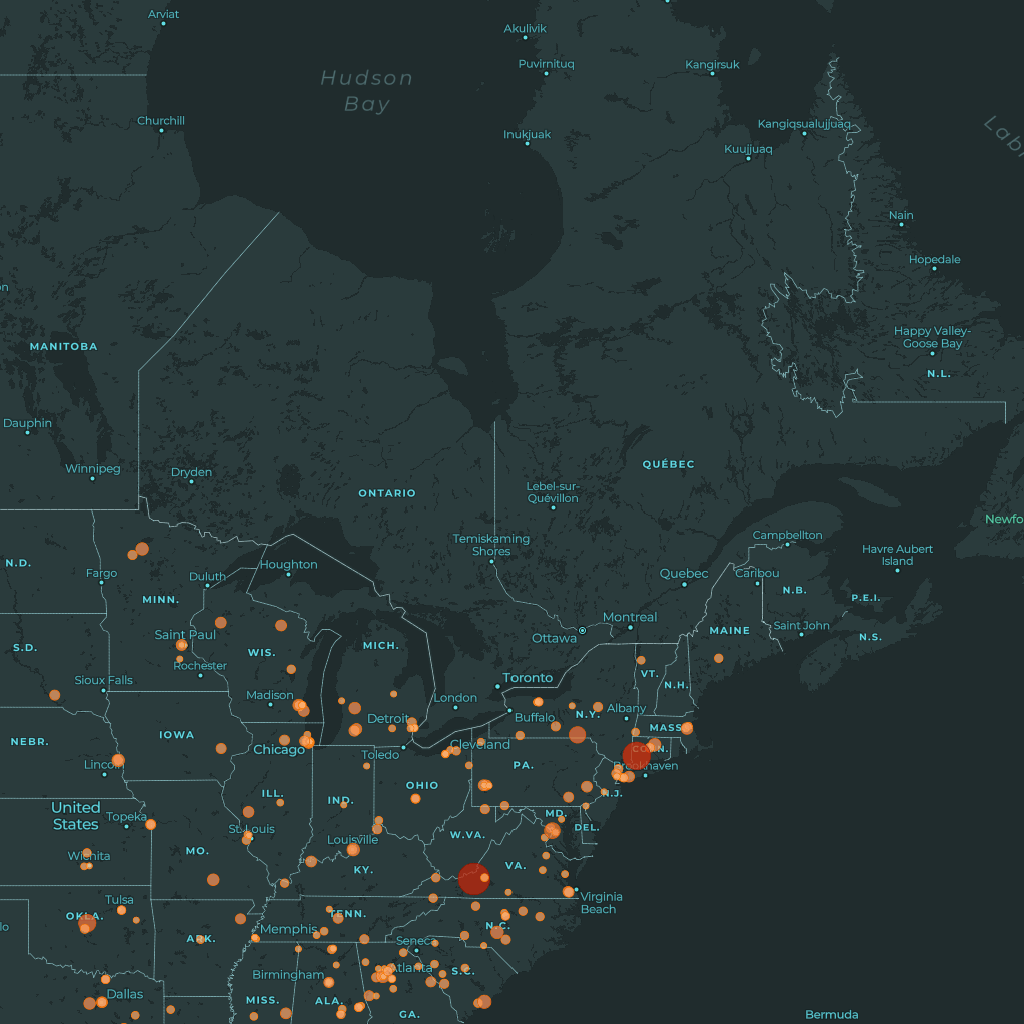 Arviat
Akulivik
Puvirnituq
Kangirsuk
Hudson
Bay
Churchill
Inukjuak
Kangiqsualujjuaq
Kuujjuaq
Nain
Hopedale
Happy Valley-
Goose Bay
N.L.
MANITOBA
Dauphin
Winnipeg
Dryden
ONTARIO
QUÉBEC
Lebel-sur-
Quévillon
Temiskaming
Shores
Campbellton
Havre Aubert
Island
N.D.
Fargo
Duluth
Houghton
Quebec
Caribou
N.B.
P.E.I.
MINN.
Montreal
Ottawa
MAINE
Saint John
N.S.
Saint Paul
S.D.
WIS.
MICH.
VT.
N.H.
Rochester
Sioux Falls
Madison
Toronto
London
Detroit
Buffalo
N.Y.
Albany
MASS.
NEBR.
IOWA
Chicago
Toledo
Cleveland
CONN.
Brookhaven
PA.
Lincoln
OHIO
N.J.
United
States
Topeka
ILL.
IND.
MD.
DEL.
St. Louis
Louisville
W.VA.
Wichita
MO.
KY.
VA.
Virginia
Beach
Tulsa
OKLA.
TENN.
N.C.
Memphis
ARK.
Seneca
Birmingham
Atlanta
S.C.
Dallas
MISS.
ALA.
GA.
Bermuda